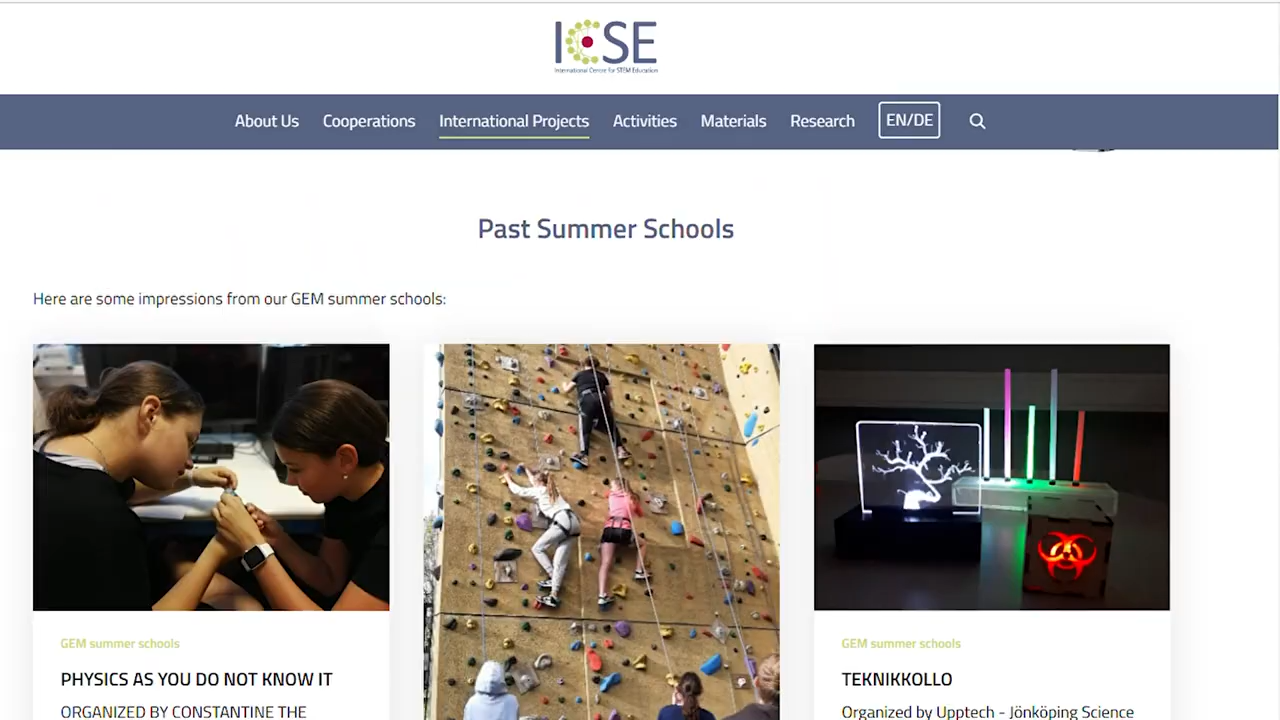 ICSE
International Centre for STEM Education
About Us Cooperations International Projects Activities Materials Research EN/DE
Past Summer Schools
Here are some impressions from our GEM summer schools:
GEM summer schools
PHYSICS AS YOU DO NOT KNOW IT
ORGANIZED BY CONSTANTINE THE
GEM summer schools
TEKNIKKOLLO
Organized by Upptech - Jönköping Science